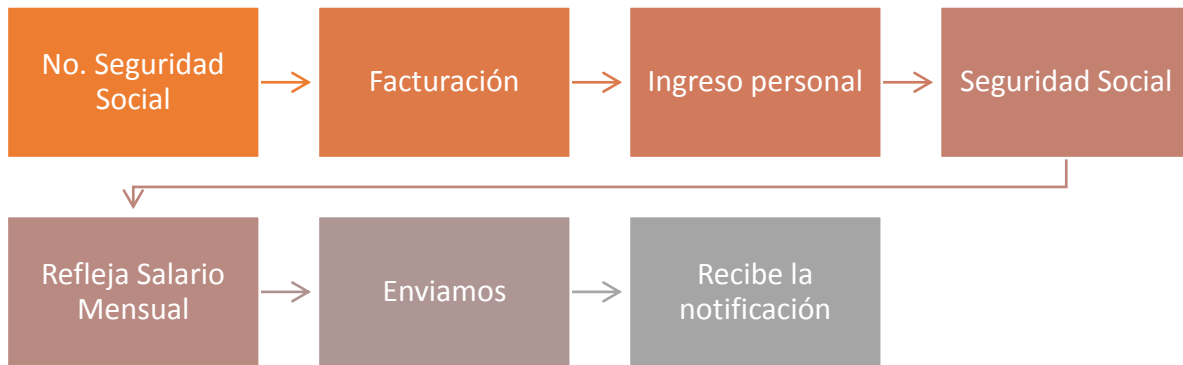 No. Seguridad
Social
Facturación
Ingreso personal
Seguridad Social
Refleja Salario
Mensual
Enviamos
Recibe la
notificación